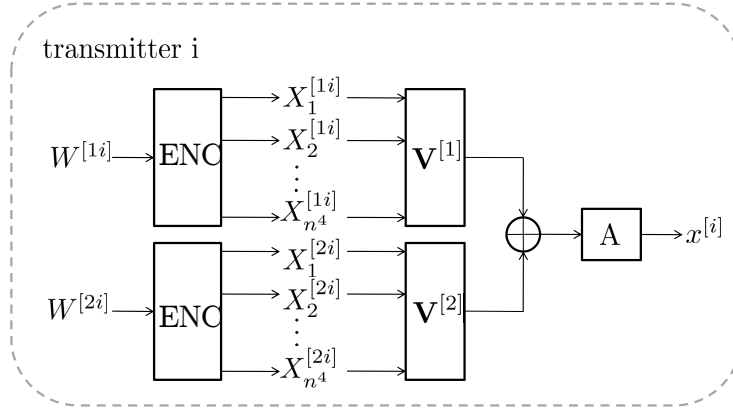 transmitter i
X_1^{[1i]}
X_2^{[1i]}
W^{[1i]} ENC ⋮ V^{[1]}
X_{n^4}^{[1i]}
A x^{[i]}
X_1^{[2i]}
X_2^{[2i]}
W^{[2i]} ENC ⋮ V^{[2]}
X_{n^4}^{[2i]}